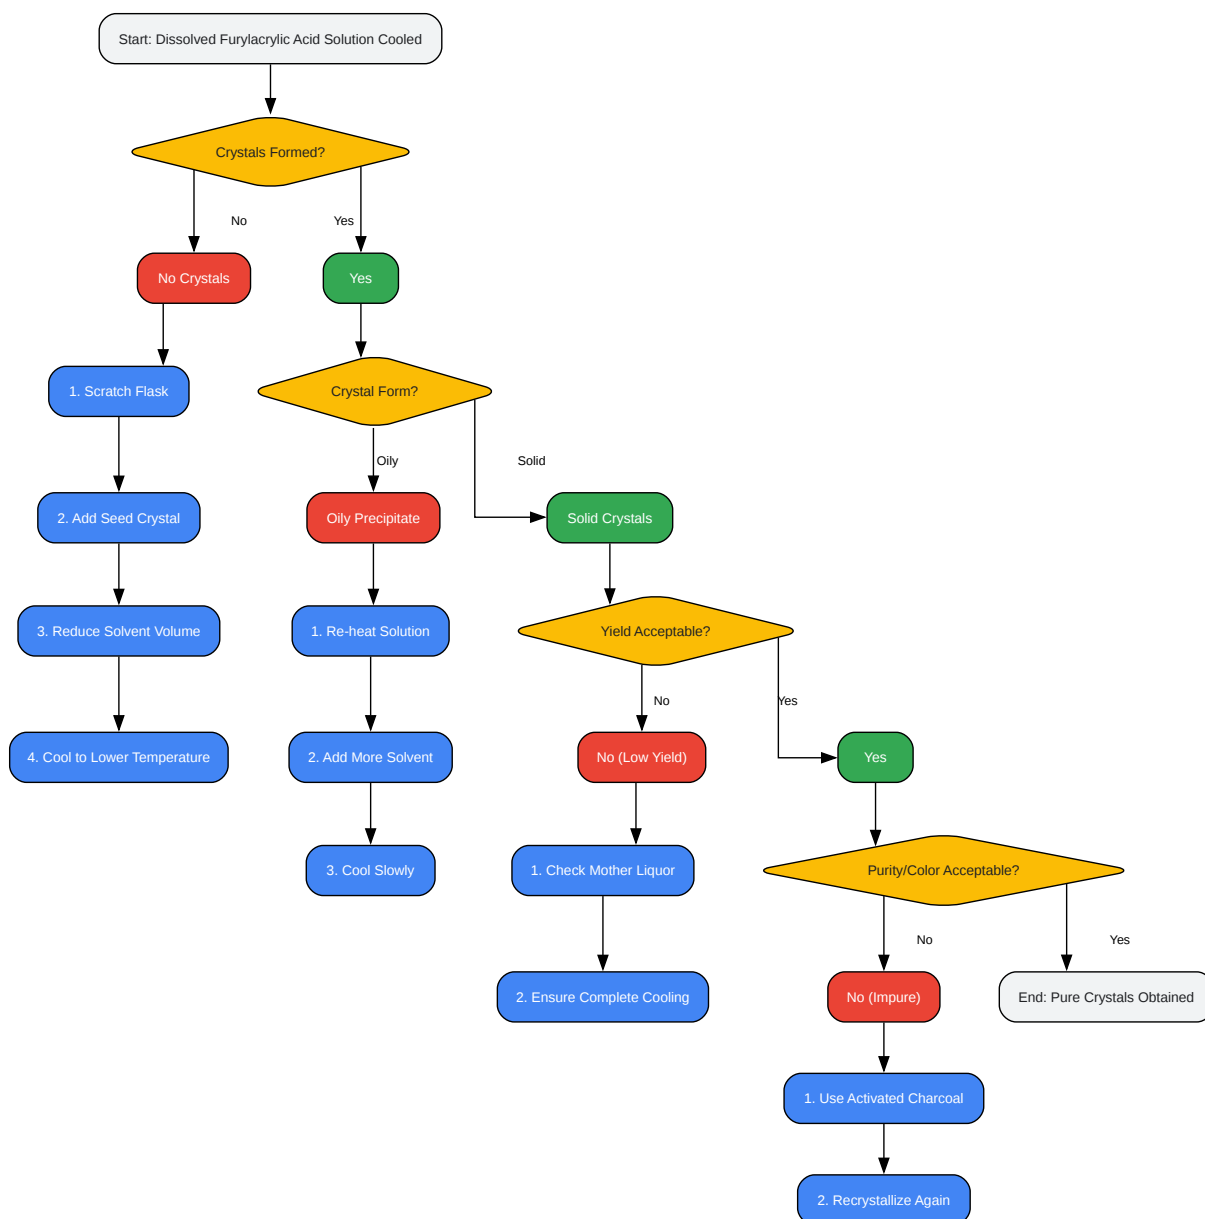 Start: Dissolved Furylacrylic Acid Solution Cooled
Crystals Formed?
No
Yes
No Crystals
Yes
1. Scratch Flask
Crystal Form?
Oily
Solid
2. Add Seed Crystal
Oily Precipitate
Solid Crystals
3. Reduce Solvent Volume
1. Re-heat Solution
Yield Acceptable?
No
Yes
4. Cool to Lower Temperature
2. Add More Solvent
No (Low Yield)
Yes
3. Cool Slowly
1. Check Mother Liquor
Purity/Color Acceptable?
No
Yes
2. Ensure Complete Cooling
No (Impure)
End: Pure Crystals Obtained
1. Use Activated Charcoal
2. Recrystallize Again